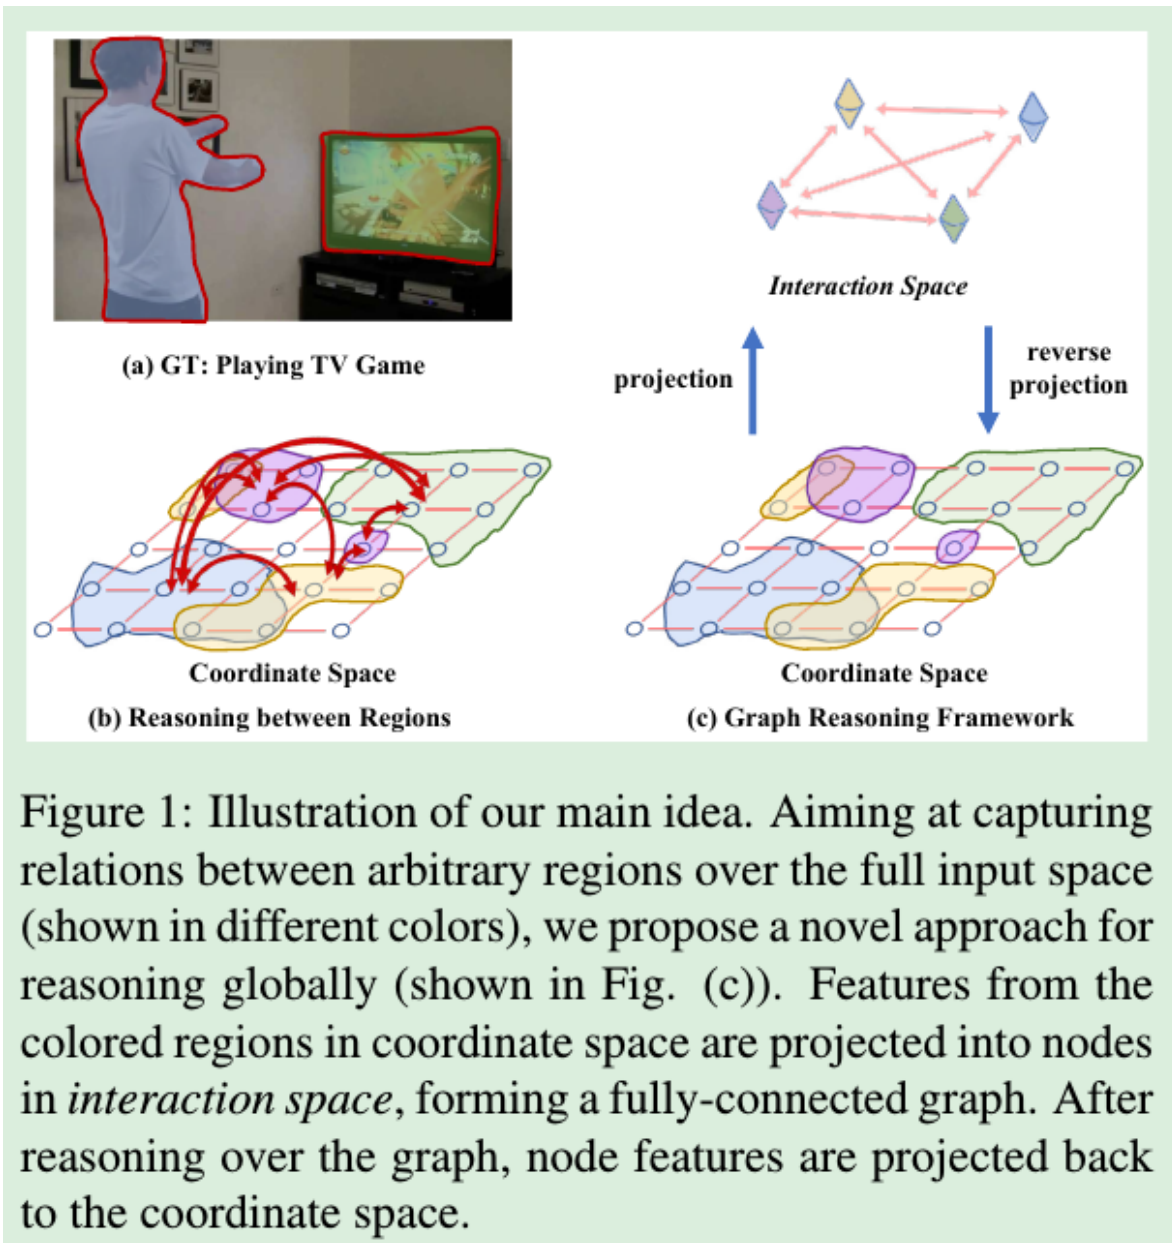 (a) GT: Playing TV Game
Interaction Space
projection
reverse
projection
Coordinate Space
(b) Reasoning between Regions
Coordinate Space
(c) Graph Reasoning Framework
Figure 1: Illustration of our main idea. Aiming at capturing
relations between arbitrary regions over the full input space
(shown in different colors), we propose a novel approach for
reasoning globally (shown in Fig. (c)). Features from the
colored regions in coordinate space are projected into nodes
in interaction space, forming a fully-connected graph. After
reasoning over the graph, node features are projected back
to the coordinate space.